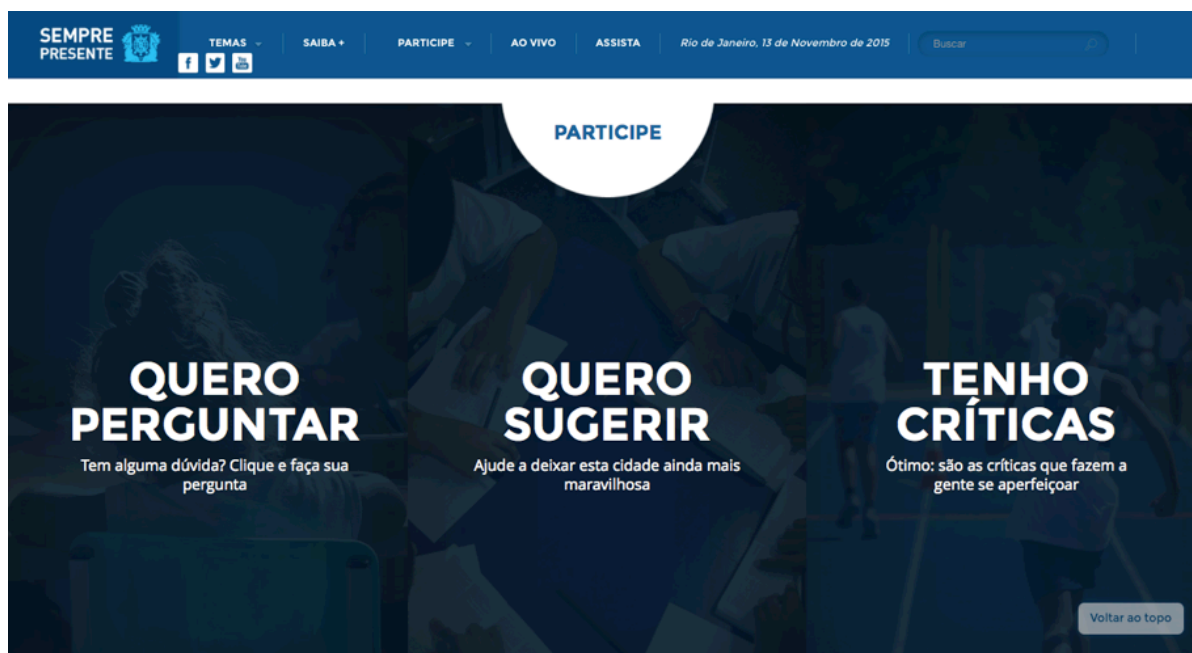 SEMPRE
PRESENTE
TEMAS
SAIBA +
PARTICIPE
AO VIVO
ASSISTA
Rio de Janeiro, 13 de Novembro de 2015
Buscar
f
You
Tube
PARTICIPE
QUERO
PERGUNTAR
Tem alguma dúvida? Clique e faça sua
pergunta
QUERO
SUGERIR
Ajude a deixar esta cidade ainda mais
maravilhosa
TENHO
CRÍTICAS
Ótimo: são as críticas que fazem a
gente se aperfeiçoar
Voltar ao topo